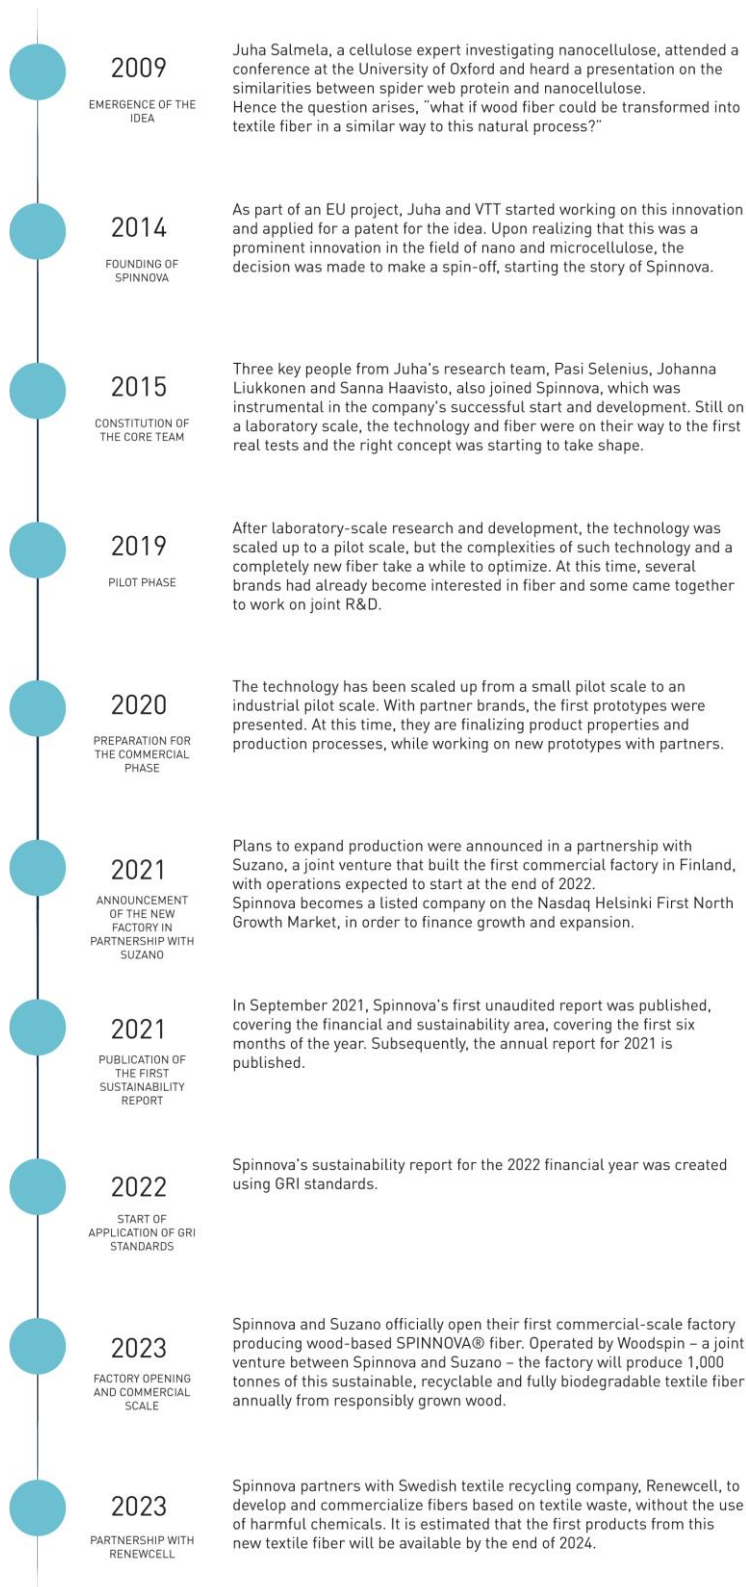 2009
EMERGENCE OF THE
IDEA
Juha Salmela, a cellulose expert investigating nanocellulose, attended a
conference at the University of Oxford and heard a presentation on the
similarities between spider web protein and nanocellulose.
Hence the question arises, “what if wood fiber could be transformed into
textile fiber in a similar way to this natural process?”
2014
FOUNDING OF
SPINNOVA
As part of an EU project, Juha and VTT started working on this innovation
and applied for a patent for the idea. Upon realizing that this was a
prominent innovation in the field of nano and microcellulose, the
decision was made to make a spin-off, starting the story of Spinnova.
2015
CONSTITUTION OF
THE CORE TEAM
Three key people from Juha's research team, Pasi Selenius, Johanna
Liukkonen and Sanna Haavisto, also joined Spinnova, which was
instrumental in the company's successful start and development. Still on
a laboratory scale, the technology and fiber were on their way to the first
real tests and the right concept was starting to take shape.
2019
PILOT PHASE
After laboratory-scale research and development, the technology was
scaled up to a pilot scale, but the complexities of such technology and a
completely new fiber take a while to optimize. At this time, several
brands had already become interested in fiber and some came together
to work on joint R&D.
2020
PREPARATION FOR
THE COMMERCIAL
PHASE
The technology has been scaled up from a small pilot scale to an
industrial pilot scale. With partner brands, the first prototypes were
presented. At this time, they are finalizing product properties and
production processes, while working on new prototypes with partners.
2021
ANNOUNCEMENT
OF THE NEW
FACTORY IN
PARTNERSHIP WITH
SUZANO
Plans to expand production were announced in a partnership with
Suzano, a joint venture that built the first commercial factory in Finland,
with operations expected to start at the end of 2022.
Spinnova becomes a listed company on the Nasdaq Helsinki First North
Growth Market, in order to finance growth and expansion.
2021
PUBLICATION OF
THE FIRST
SUSTAINABILITY
REPORT
In September 2021, Spinnova's first unaudited report was published,
covering the financial and sustainability area, covering the first six
months of the year. Subsequently, the annual report for 2021 is
published.
2022
START OF
APPLICATION OF GRI
STANDARDS
Spinnova's sustainability report for the 2022 financial year was created
using GRI standards.
2023
FACTORY OPENING
AND COMMERCIAL
SCALE
Spinnova and Suzano officially open their first commercial-scale factory
producing wood-based SPINNOVA® fiber. Operated by Woodspin – a joint
venture between Spinnova and Suzano – the factory will produce 1,000
tonnes of this sustainable, recyclable and fully biodegradable textile fiber
annually from responsibly grown wood.
2023
PARTNERSHIP WITH
RENEWCELL
Spinnova partners with Swedish textile recycling company, Renewcell, to
develop and commercialize fibers based on textile waste, without the use
of harmful chemicals. It is estimated that the first products from this
new textile fiber will be available by the end of 2024.